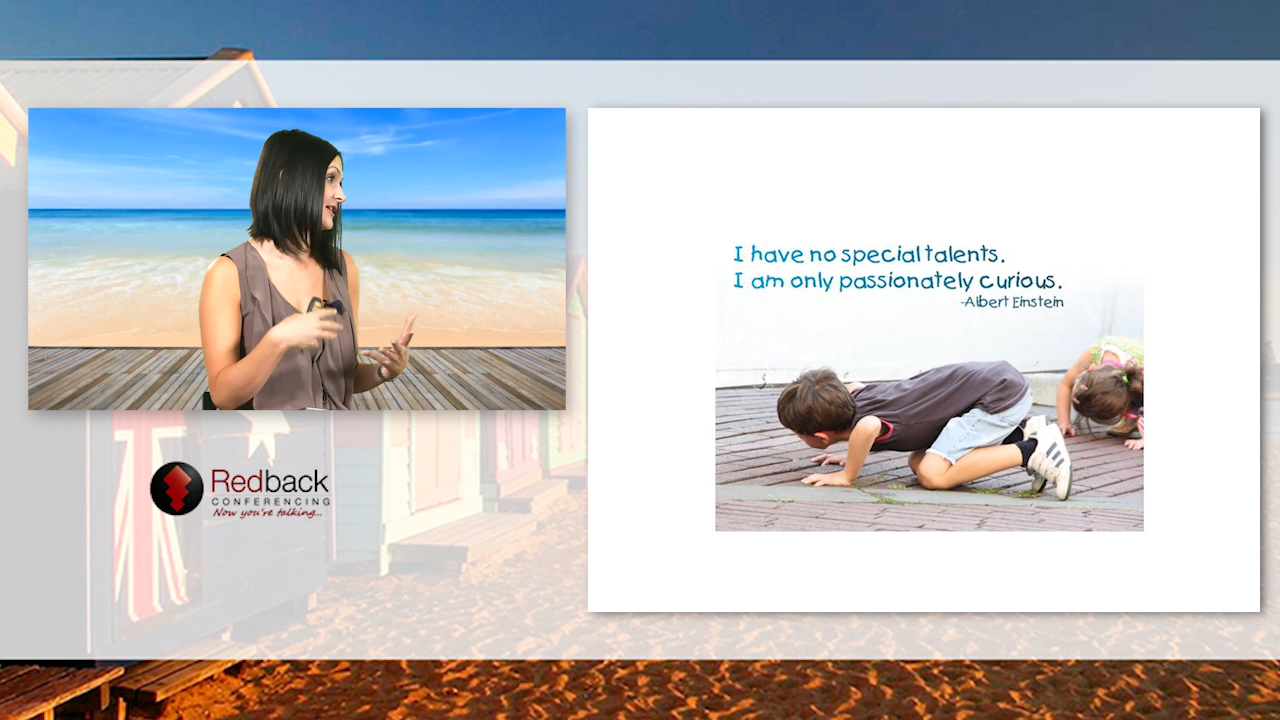 Redback
CONFERENCING
Now you're talking...
I have no special talents.
I am only passionately curious.
-Albert Einstein